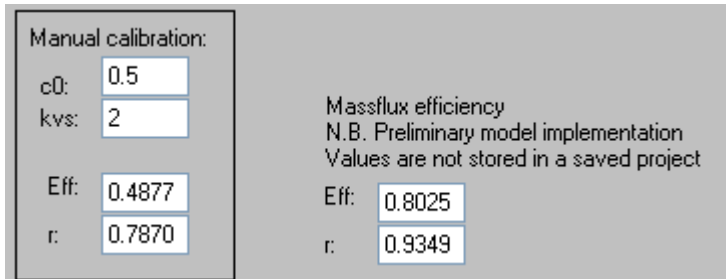 Manual calibration:
c0: 0.5
kvs: 2
Eff: 0.4877
r: 0.7870
Massflux efficiency
N.B. Preliminary model implementation
Values are not stored in a saved project
Eff: 0.8025
r: 0.9349